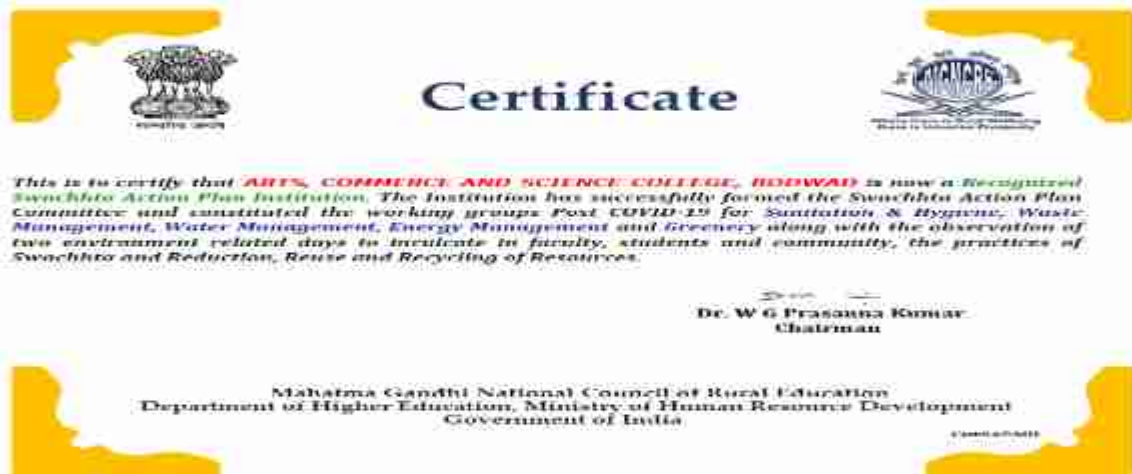 Certificate
This is to certify that ARTS, COMMERCE AND SCIENCE COLLEGE, BODWAD is now a Recognized
Swachhta Action Plan Institution. The Institution has successfully formed the Swachhta Action Plan
Committee and constituted the working groups Post COVID-19 for Sanitation & Hygiene, Waste
Management, Water Management, Energy Management and Greenery along with the observation of
two environment related days to inculcate in faculty, students and community, the practices of
Swachhta and Reduction, Reuse and Recycling of Resources.
Dr. W G Prasanna Kumar
Chairman
Mahatma Gandhi National Council of Rural Education
Department of Higher Education, Ministry of Human Resource Development
Government of India